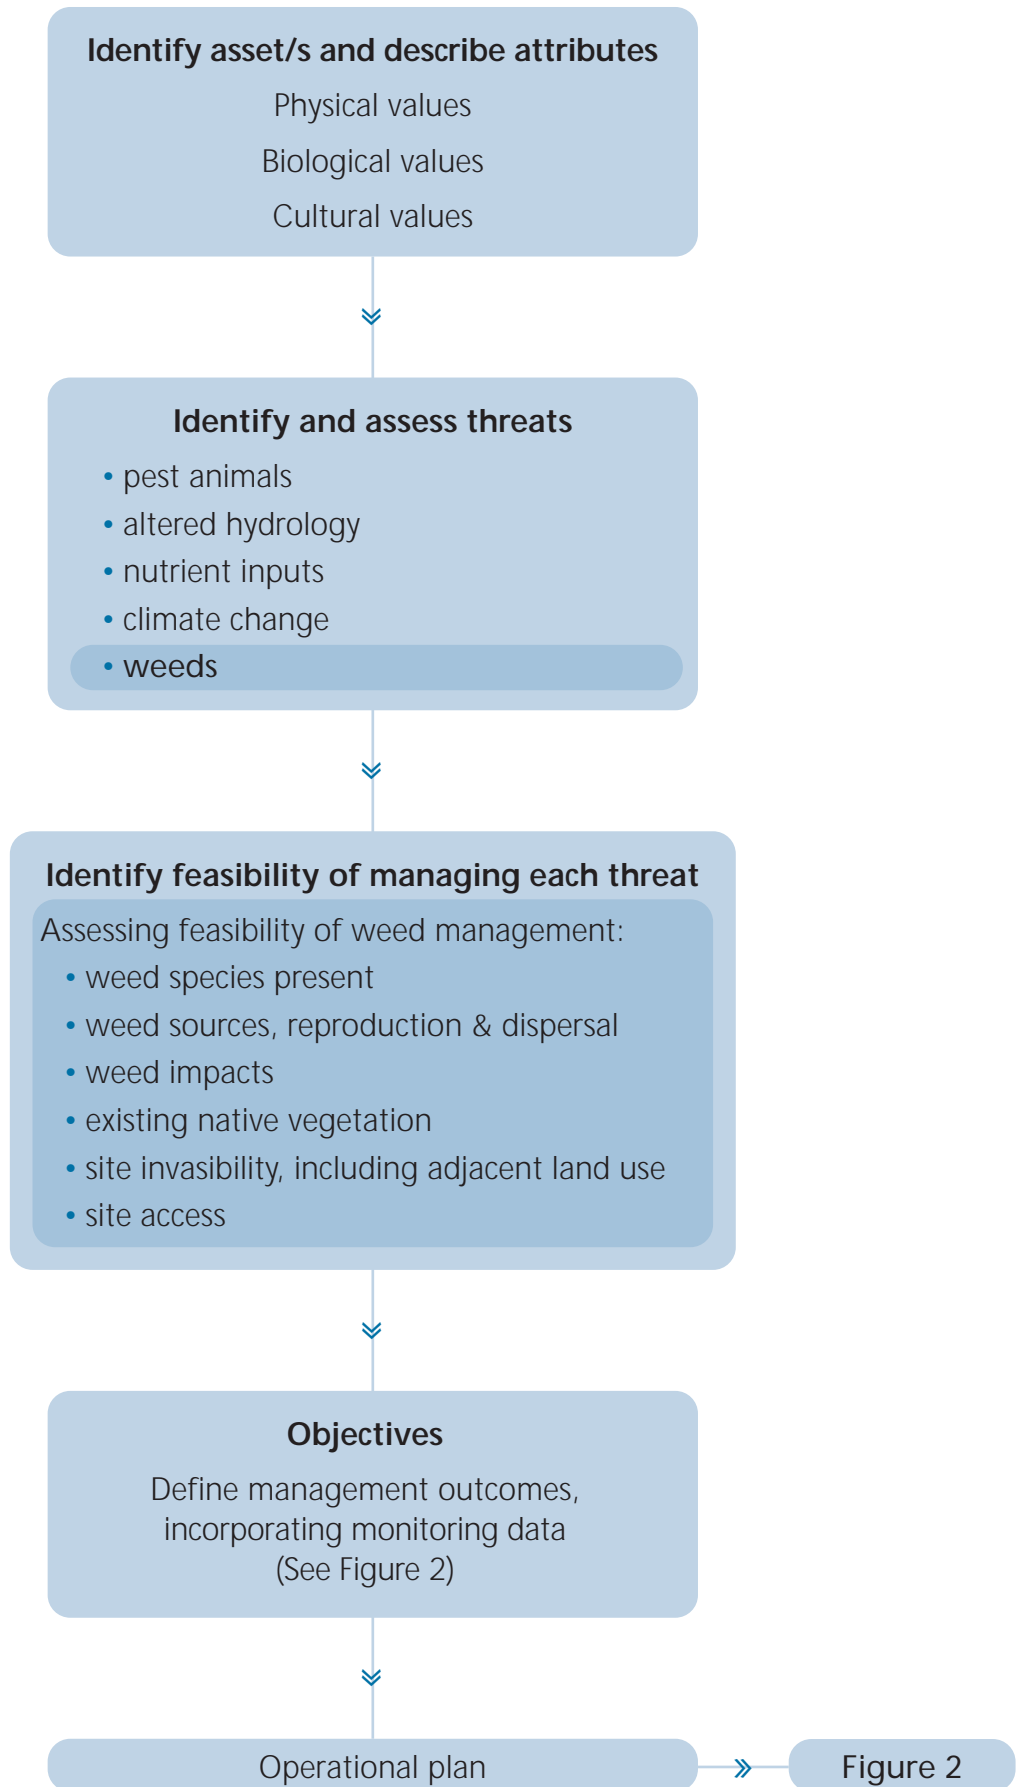 Identify asset/s and describe attributes
Physical values
Biological values
Cultural values
Identify and assess threats
• pest animals
• altered hydrology
• nutrient inputs
• climate change
• weeds
Identify feasibility of managing each threat
Assessing feasibility of weed management:
• weed species present
• weed sources, reproduction & dispersal
• weed impacts
• existing native vegetation
• site invasibility, including adjacent land use
• site access
Objectives
Define management outcomes,
incorporating monitoring data
(See Figure 2)
Operational plan
Figure 2